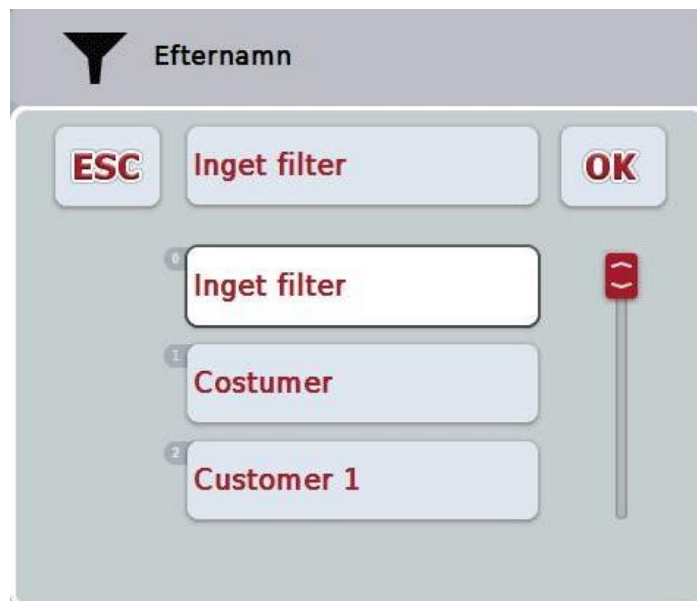 Efternamn
ESC
Inget filter
OK
0
Inget filter
1
Costumer
2
Customer 1